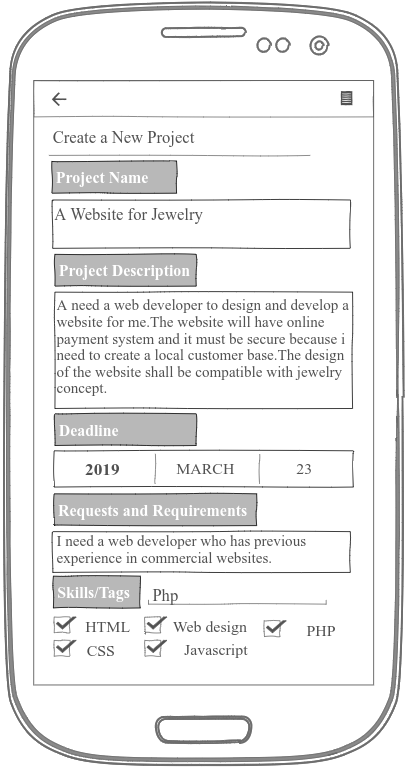 Create a New Project
Project Name
A Website for Jewelry
Project Description
A need a web developer to design and develop a
website for me.The website will have online
payment system and it must be secure because i
need to create a local customer base.The design
of the website shall be compatible with jewelry
concept.
Deadline
2019 MARCH 23
Requests and Requirements
I need a web developer who has previous
experience in commercial websites.
Skills/Tags Php
HTML Web design PHP
CSS Javascript